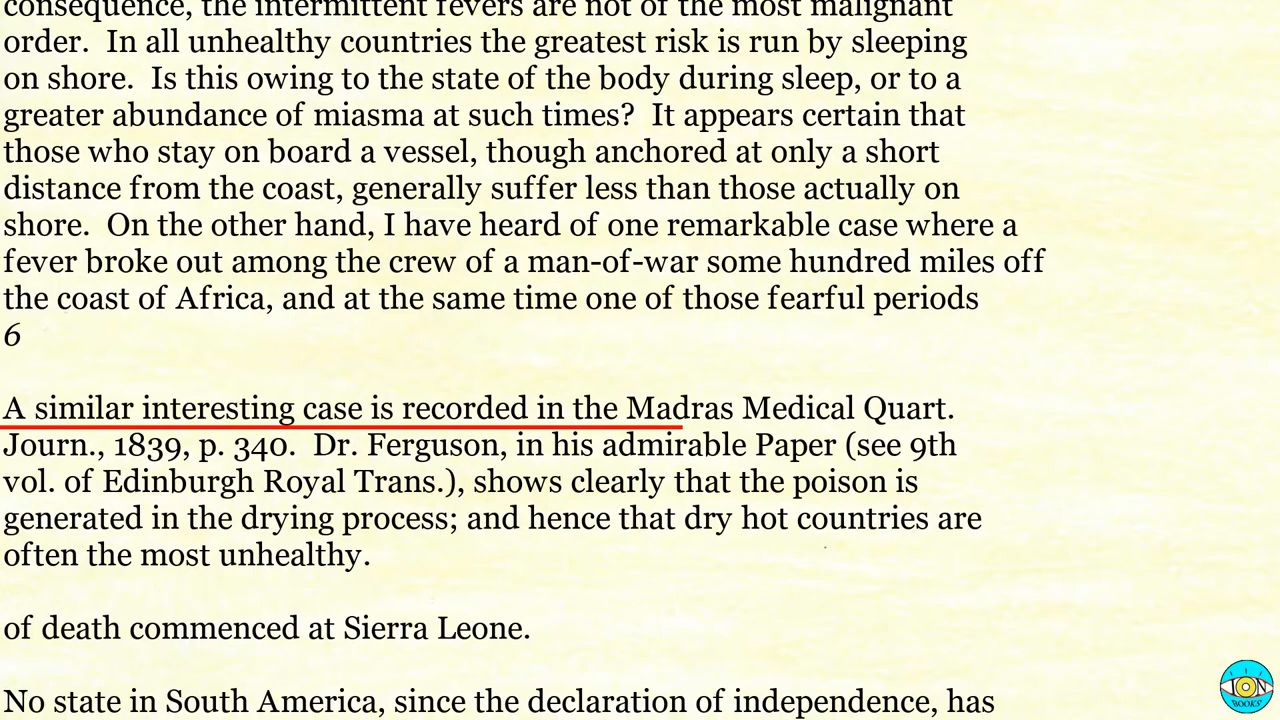 consequence, the intermittent fevers are not of the most malignant
order.  In all unhealthy countries the greatest risk is run by sleeping
on shore.  Is this owing to the state of the body during sleep, or to a
greater abundance of miasma at such times?  It appears certain that
those who stay on board a vessel, though anchored at only a short
distance from the coast, generally suffer less than those actually on
shore.  On the other hand, I have heard of one remarkable case where a
fever broke out among the crew of a man-of-war some hundred miles off
the coast of Africa, and at the same time one of those fearful periods
6
A similar interesting case is recorded in the Madras Medical Quart.
Journ., 1839, p. 340.  Dr. Ferguson, in his admirable Paper (see 9th
vol. of Edinburgh Royal Trans.), shows clearly that the poison is
generated in the drying process; and hence that dry hot countries are
often the most unhealthy.
of death commenced at Sierra Leone.
No state in South America, since the declaration of independence, has
ION
BOOKS